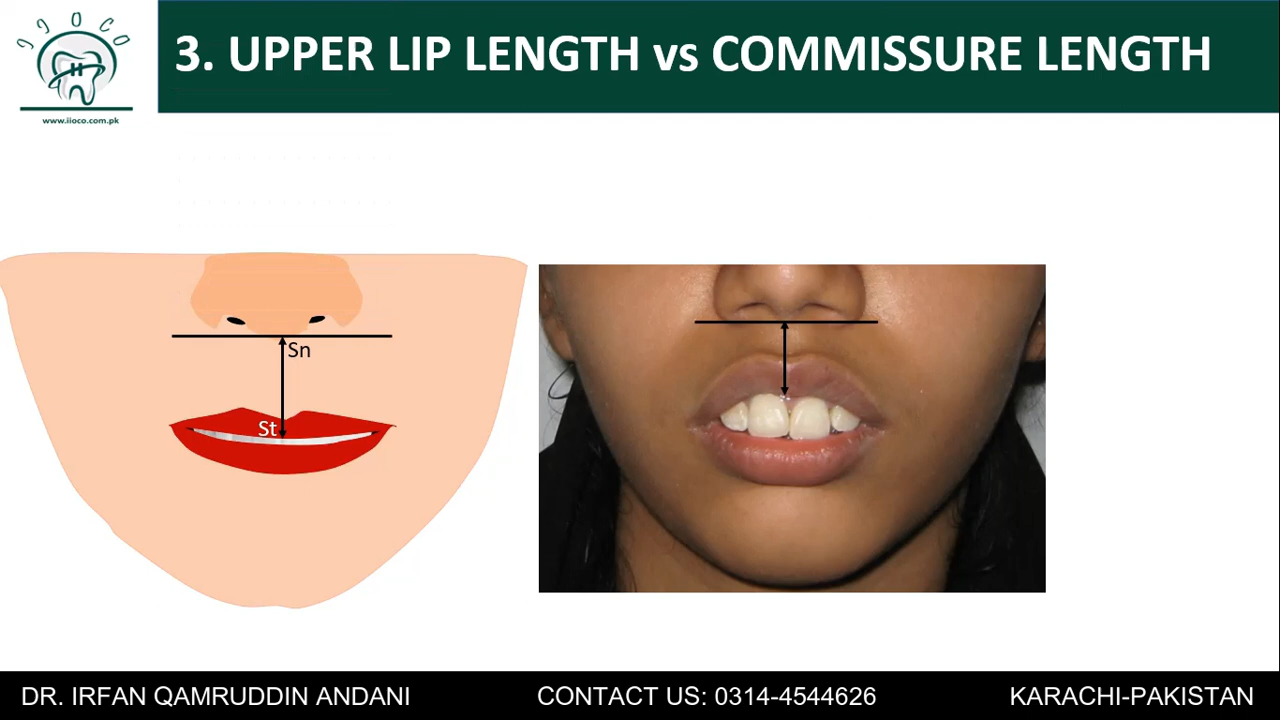 IIOCO
www.iioco.com.pk
3. UPPER LIP LENGTH vs COMMISSURE LENGTH
Sn
St
DR. IRFAN QAMRUDDIN ANDANI
CONTACT US: 0314-4544626
KARACHI-PAKISTAN